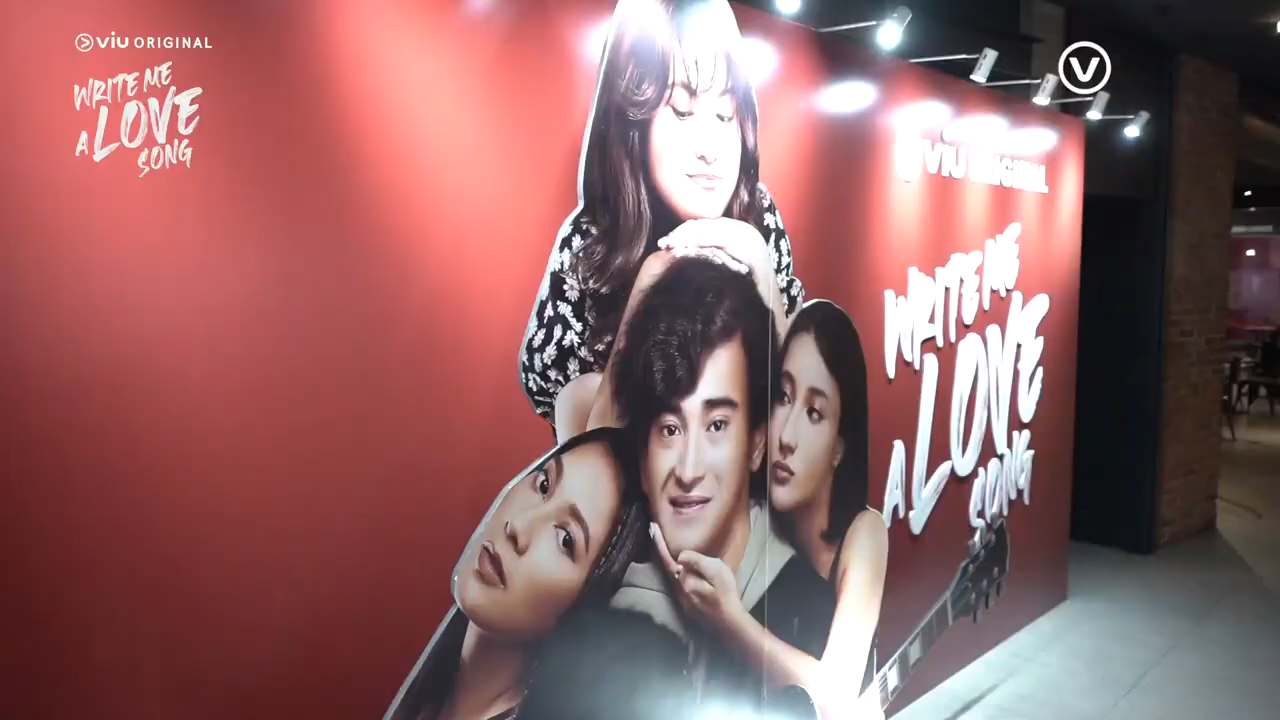 viu ORIGINAL
WRITE ME
A LOVE
SONG
V
VIU ORIGINAL
WRITE ME
A LOVE
SONG